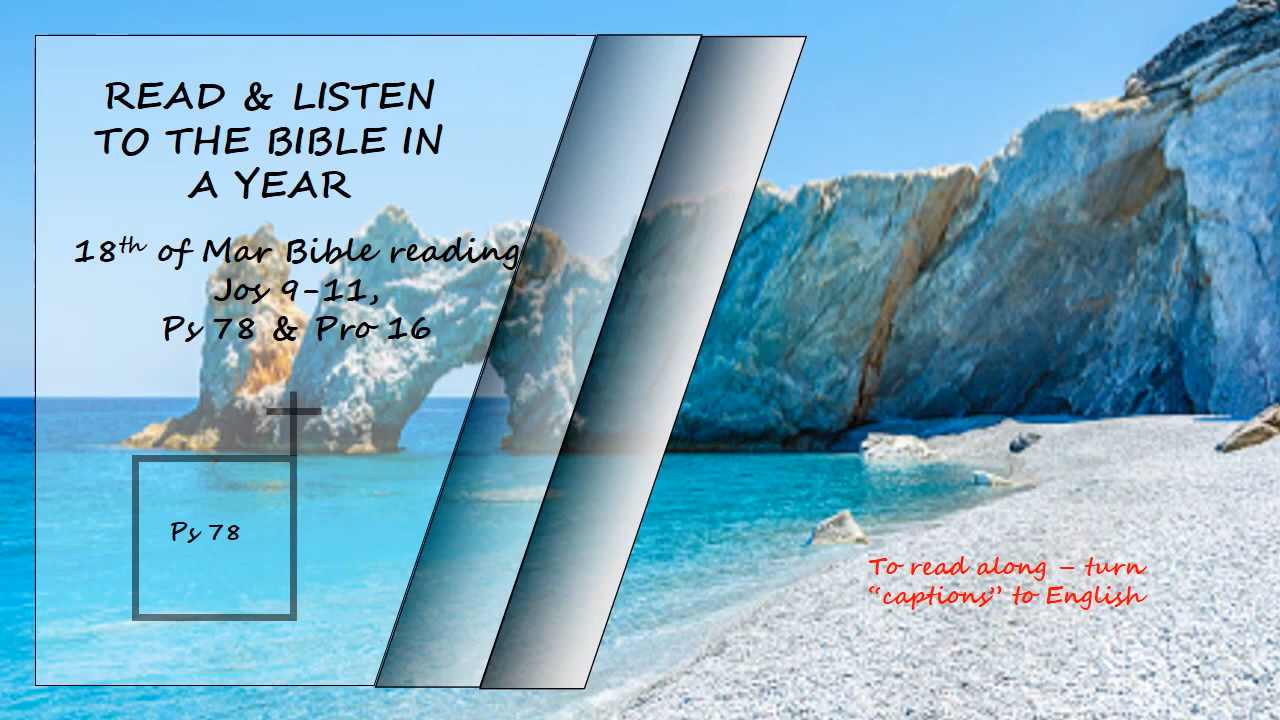 READ & LISTEN
TO THE BIBLE IN
A YEAR
18th of Mar Bible reading
Jos 9-11,
Ps 78 & Pro 16
Ps 78
To read along – turn
“captions” to English